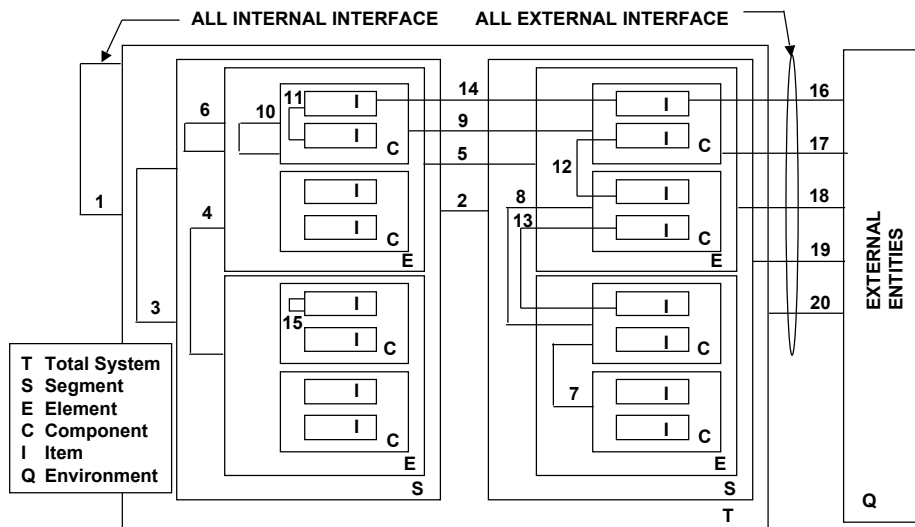 ALL INTERNAL INTERFACE
ALL EXTERNAL INTERFACE
1
2
3
4
5
6
7
8
9
10
11
12
13
14
15
16
17
18
19
20
I
I
C
I
I
C
E
I
I
C
I
I
C
E
S
I
I
C
I
I
C
E
I
I
C
I
I
C
E
S
T
EXTERNAL
ENTITIES
Q
T Total System
S Segment
E Element
C Component
I Item
Q Environment